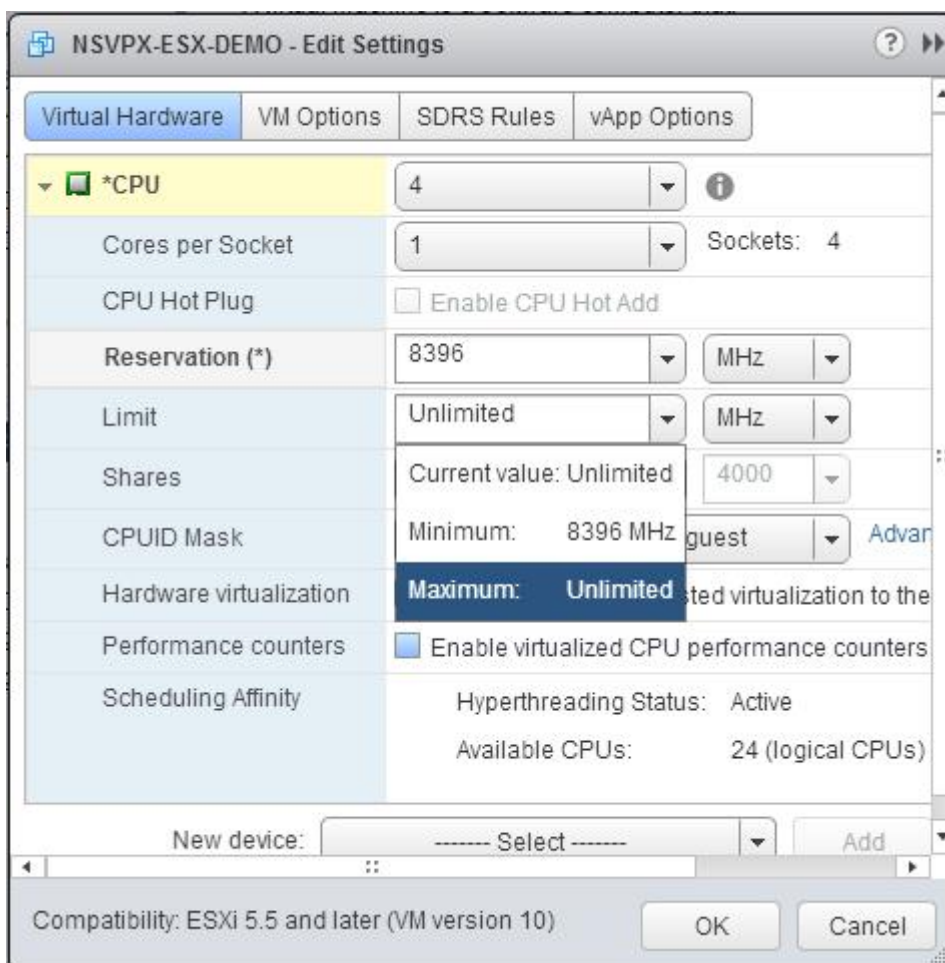 NSVPX-ESX-DEMO - Edit Settings
Virtual Hardware VM Options SDRS Rules vApp Options
*CPU 4
Cores per Socket 1 Sockets: 4
CPU Hot Plug Enable CPU Hot Add
Reservation (*) 8396 MHz
Limit Unlimited MHz
Current value: Unlimited
Shares 4000
Minimum: 8396 MHz
CPUID Mask guest Advan
Maximum: Unlimited
Hardware virtualization sted virtualization to the
Performance counters Enable virtualized CPU performance counters
Scheduling Affinity Hyperthreading Status: Active
Available CPUs: 24 (logical CPUs)
New device: ------- Select ------- Add
Compatibility: ESXi 5.5 and later (VM version 10) OK Cancel